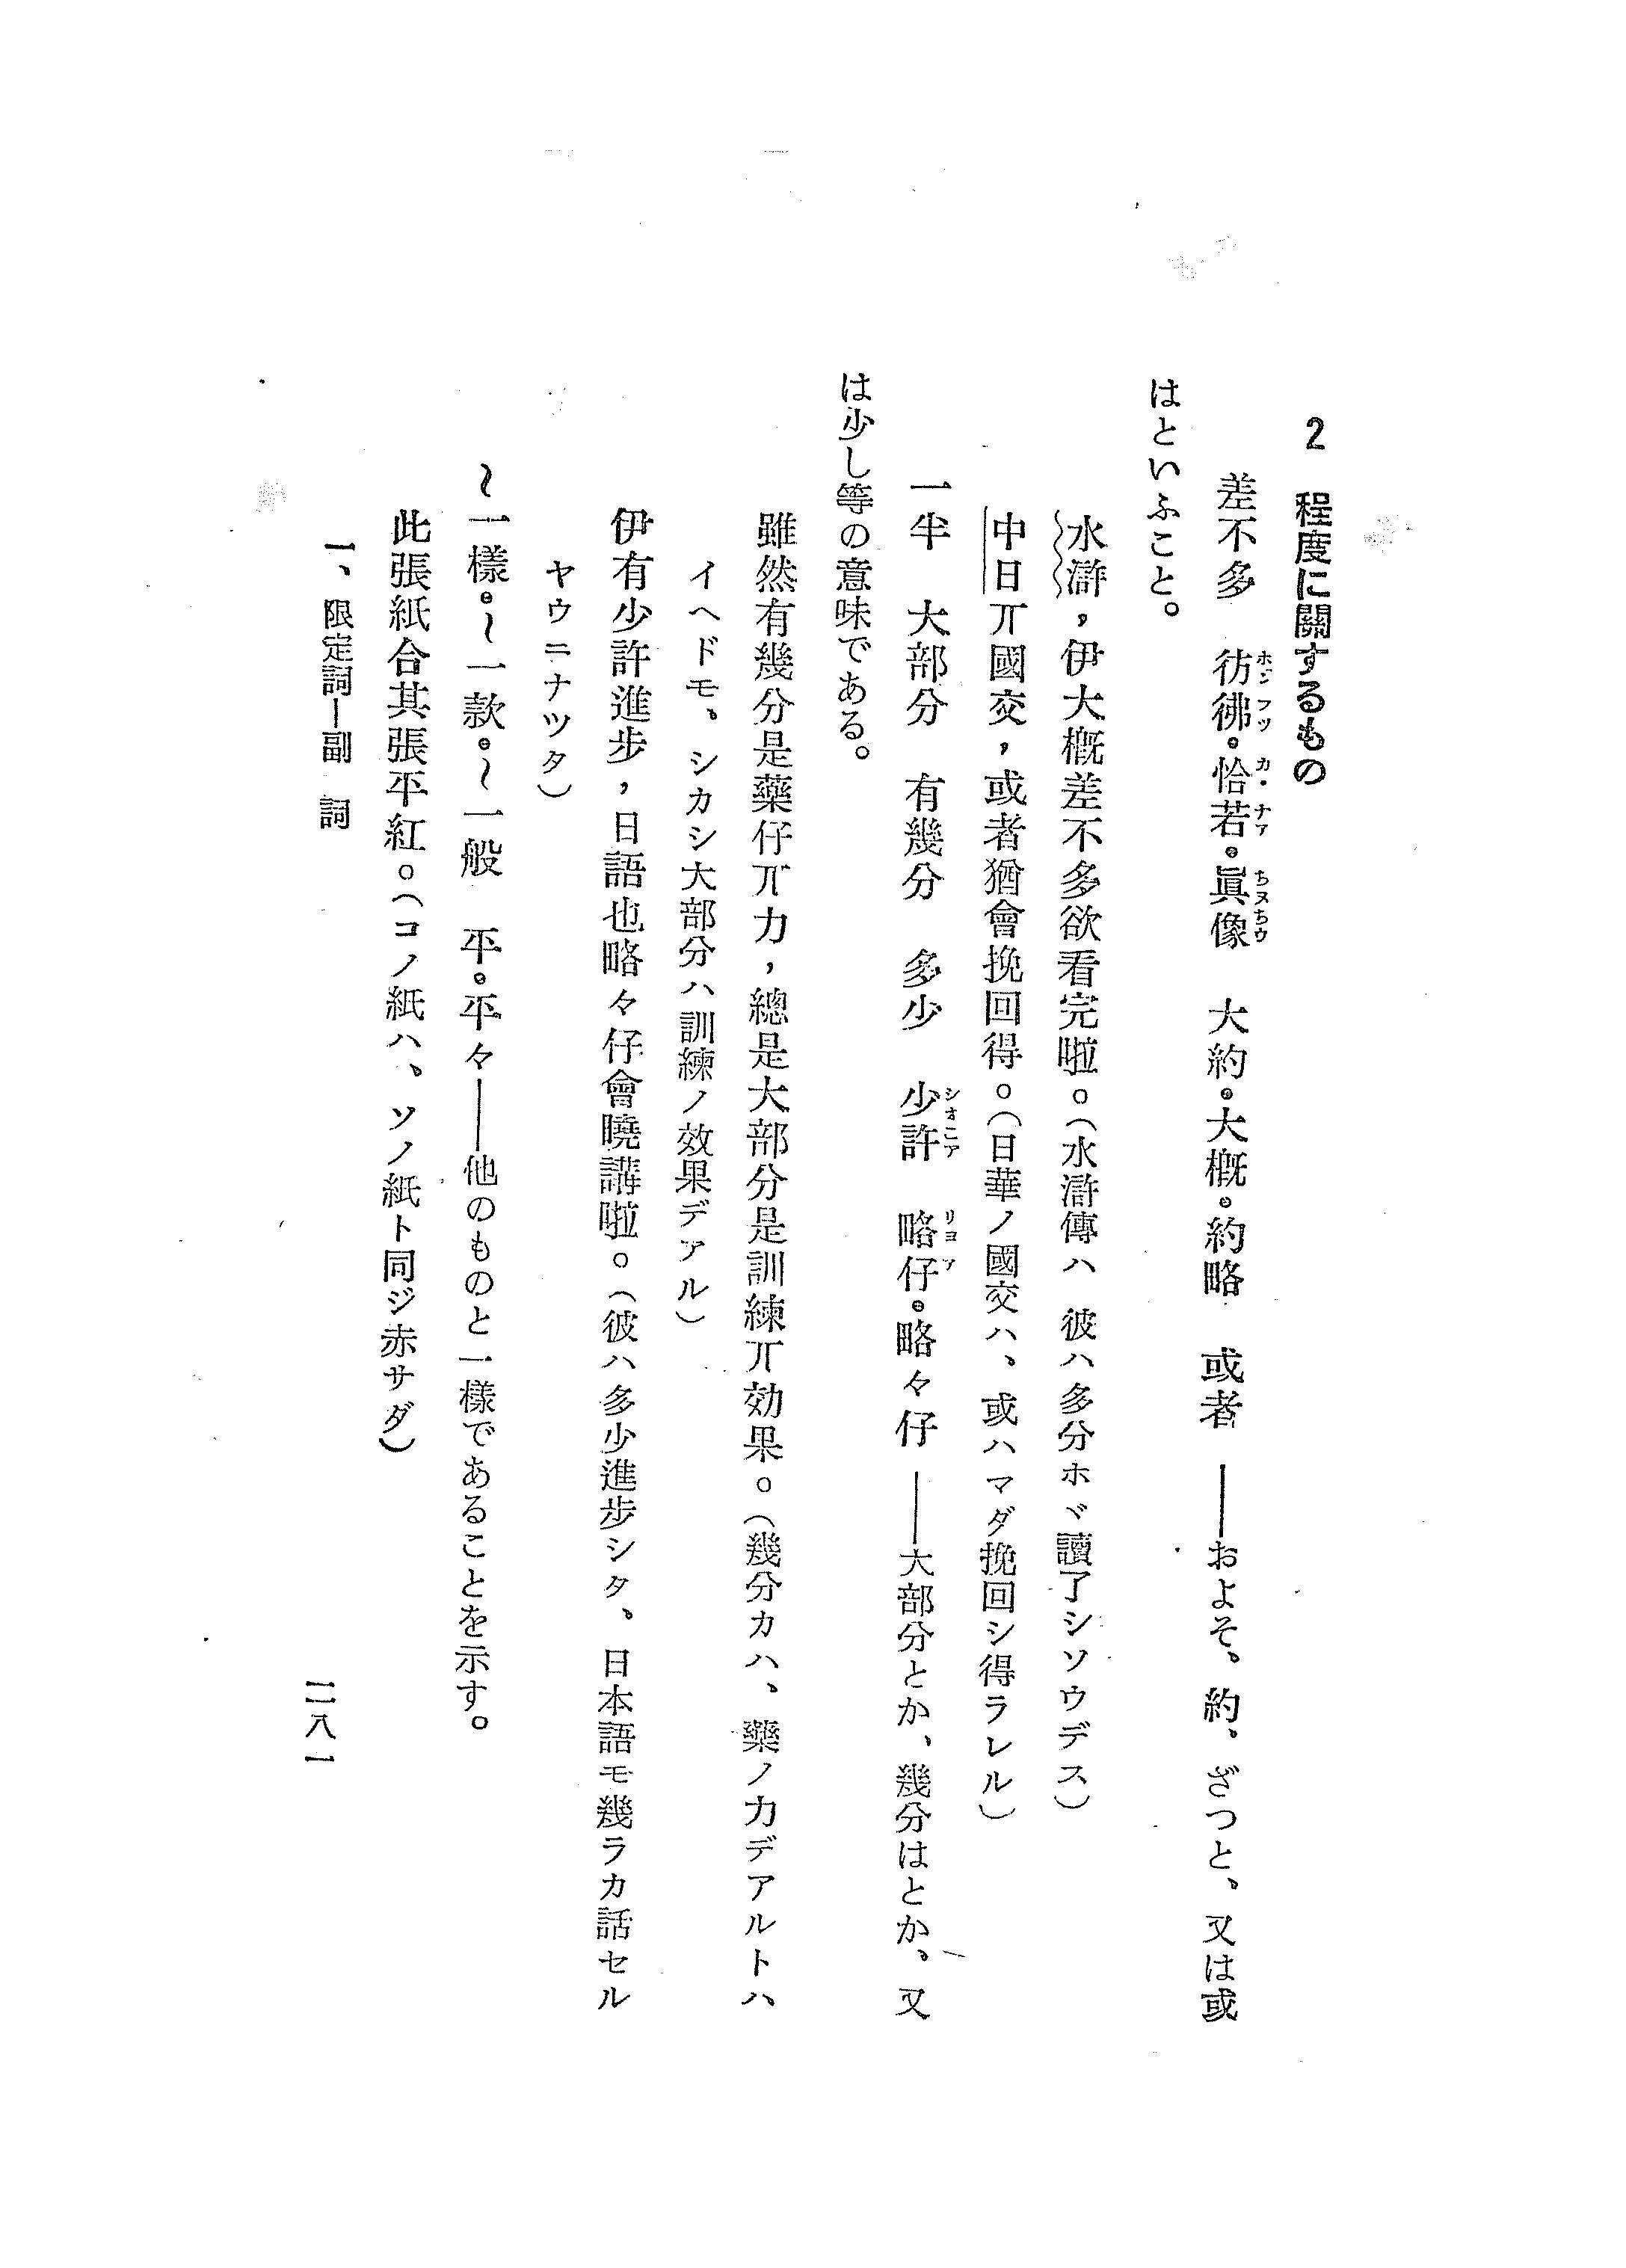 2　程度に關するもの
差不多　彷彿。恰若。眞像　大約。大概。約略　或者　——およそ、約、ざつと、又は或
はといふこと。
水滸，伊大概差不多欲看完啦。（水滸傳ハ 彼ハ多分ホヾ讀了シソウデス）
中日丌國交，或者猶會挽回得。（日華ノ國交ハ、或ハマダ挽回シ得ラレル）
一半　大部分　有幾分　多少　少許　略仔。略々仔　——大部分とか、幾分はとか、又
は少し等の意味である。
雖然有幾分是藥仔丌力，總是大部分是訓練丌効果。（幾分カハ、藥ノ力デアルトハ
イヘドモ、シカシ大部分ハ訓練ノ效果デアル）
伊有少許進步，日語也略々仔會曉講啦。（彼ハ多少進步シタ、日本語モ幾ラカ話セル
ヤウニナツタ）
〜一樣。〜一款。〜一般　平。平々——他のものと一樣であることを示す。
此張紙合其張平紅。（コノ紙ハ、ソノ紙ト同ジ赤サダ）
一、限定詞—副　詞
二八一